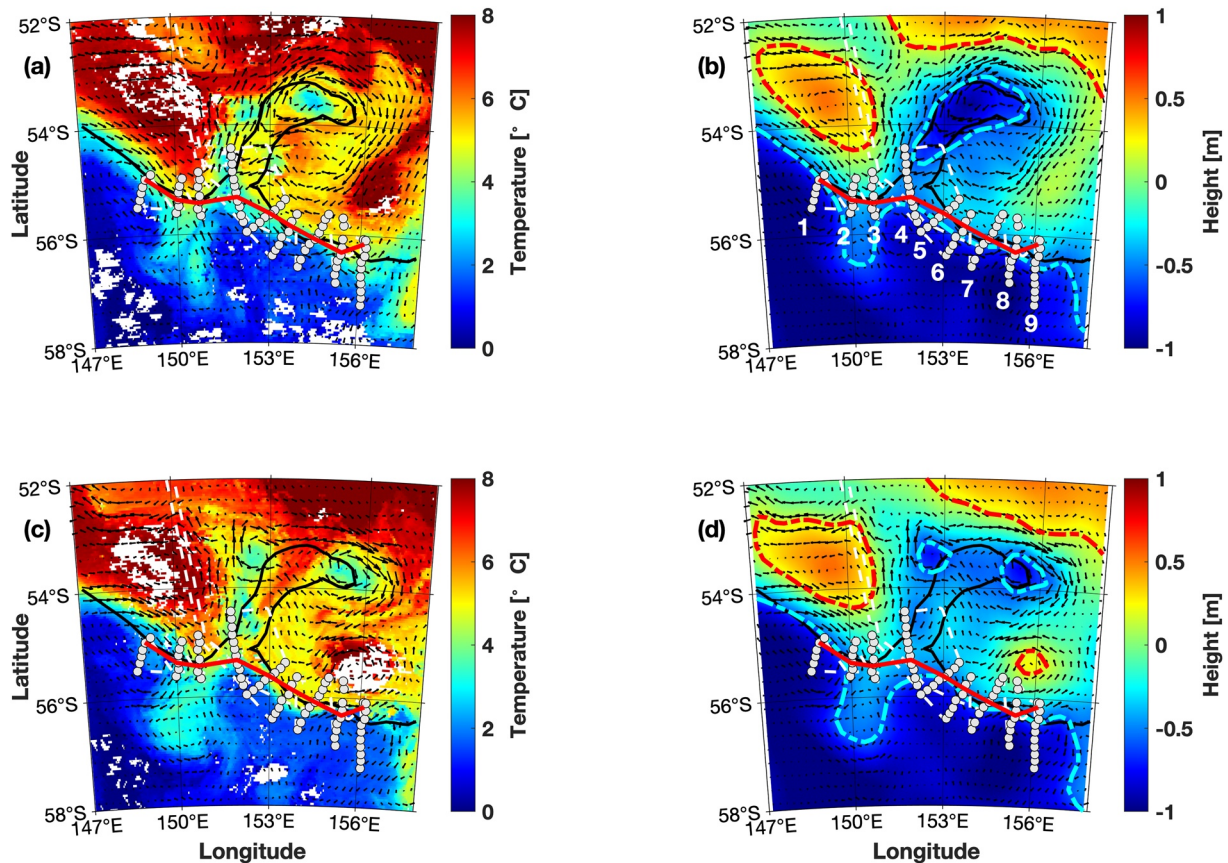 52°S
(a)
54°S
56°S
58°S
147°E
150°E
153°E
156°E
Latitude
8
6
4
2
0
Temperature [° C]
52°S
(b)
54°S
56°S
58°S
147°E
150°E
153°E
156°E
1
2
3
4
5
6
7
8
9
1
0.5
0
-0.5
-1
Height [m]
52°S
(c)
54°S
56°S
58°S
147°E
150°E
153°E
156°E
Latitude
Longitude
8
6
4
2
0
Temperature [° C]
52°S
(d)
54°S
56°S
58°S
147°E
150°E
153°E
156°E
Longitude
1
0.5
0
-0.5
-1
Height [m]